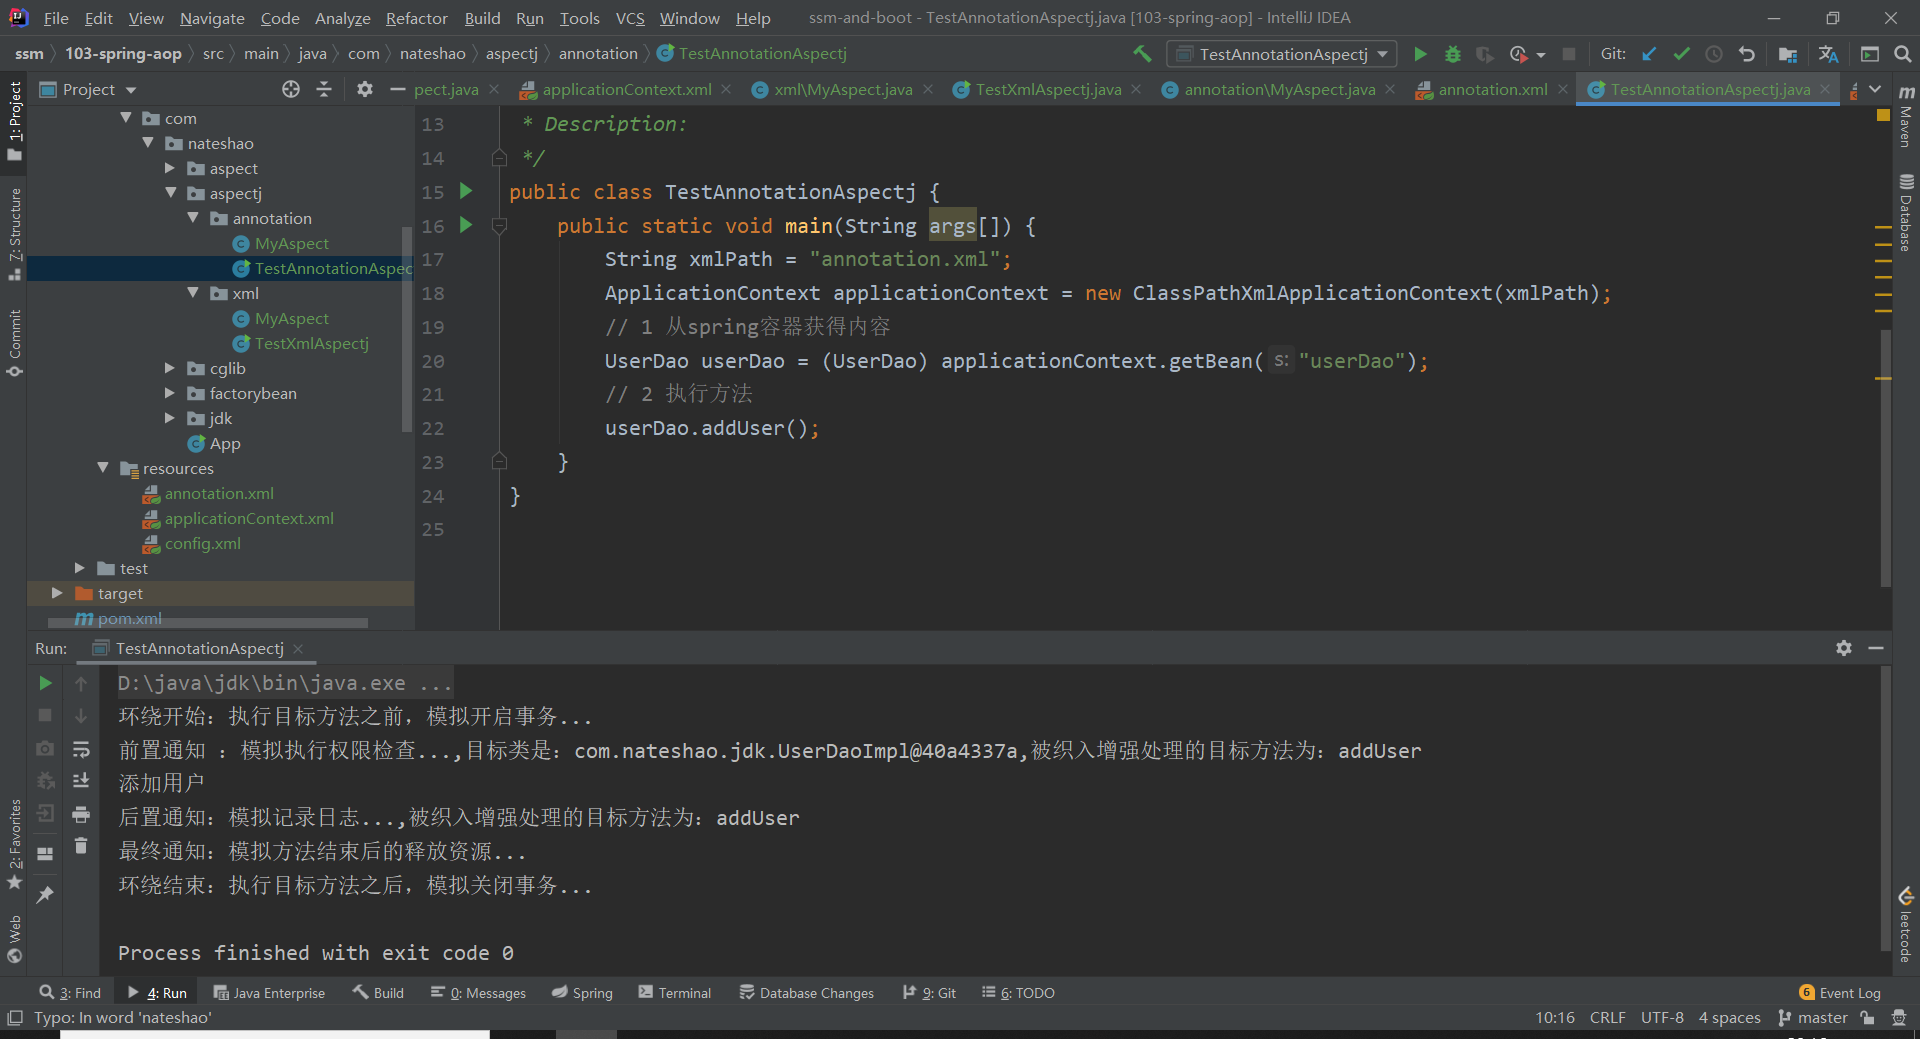 File Edit View Navigate Code Analyze Refactor Build Run Tools VCS Window Help ssm-and-boot - TestAnnotationAspectj.java [103-spring-aop] - IntelliJ IDEA
ssm 103-spring-aop src main java com nateshao aspectj annotation TestAnnotationAspectj TestAnnotationAspectj Git:
Project pect.java applicationContext.xml xml\MyAspect.java TestXmlAspectj.java annotation\MyAspect.java annotation.xml TestAnnotationAspectj.java
1: Project
7: Structure
Commit
2: Favorites
Web
com
nateshao
aspect
aspectj
annotation
MyAspect
TestAnnotationAspec
xml
MyAspect
TestXmlAspectj
cglib
factorybean
jdk
App
resources
annotation.xml
applicationContext.xml
config.xml
test
target
pom.xml
13 * Description:
14 */
15 public class TestAnnotationAspectj {
16 public static void main(String args[]) {
17 String xmlPath = "annotation.xml";
18 ApplicationContext applicationContext = new ClassPathXmlApplicationContext(xmlPath);
19 // 1 从spring容器获得内容
20 UserDao userDao = (UserDao) applicationContext.getBean( s: "userDao");
21 // 2 执行方法
22 userDao.addUser();
23 }
24 }
25
Maven
Database
leetcode
Run: TestAnnotationAspectj
D:\java\jdk\bin\java.exe ...
环绕开始：执行目标方法之前，模拟开启事务...
前置通知 ：模拟执行权限检查...,目标类是：com.nateshao.jdk.UserDaoImpl@40a4337a,被织入增强处理的目标方法为：addUser
添加用户
后置通知：模拟记录日志...,被织入增强处理的目标方法为：addUser
最终通知：模拟方法结束后的释放资源...
环绕结束：执行目标方法之后，模拟关闭事务...
Process finished with exit code 0
3: Find 4: Run Java Enterprise Build 0: Messages Spring Terminal Database Changes 9: Git 6: TODO 6 Event Log
Typo: In word 'nateshao' 10:16 CRLF UTF-8 4 spaces master